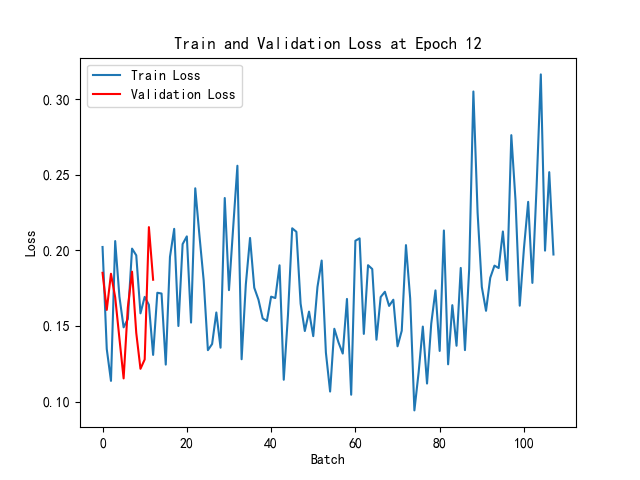 Train and Validation Loss at Epoch 12
Train Loss
Validation Loss
0.30
0.25
0.20
0.15
0.10
Loss
0 20 40 60 80 100
Batch